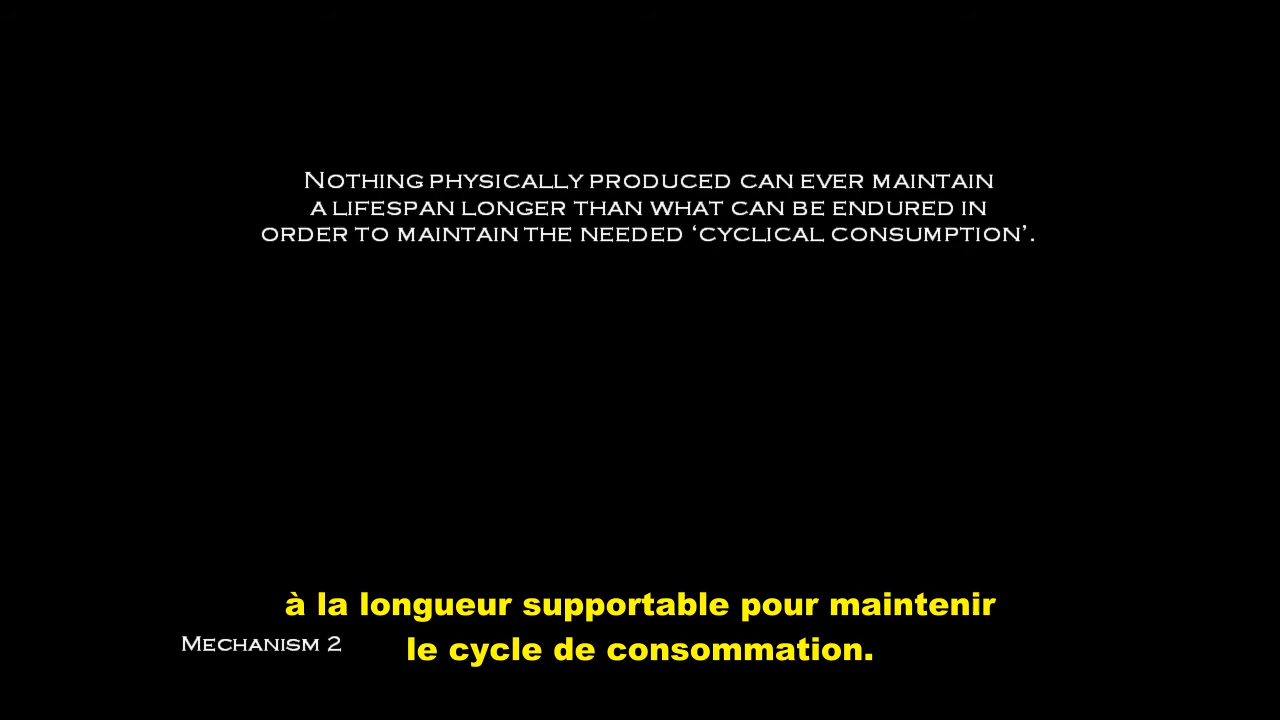 Nothing physically produced can ever maintain
a lifespan longer than what can be endured in
order to maintain the needed ‘cyclical consumption’.
à la longueur supportable pour maintenir
le cycle de consommation.
Mechanism 2